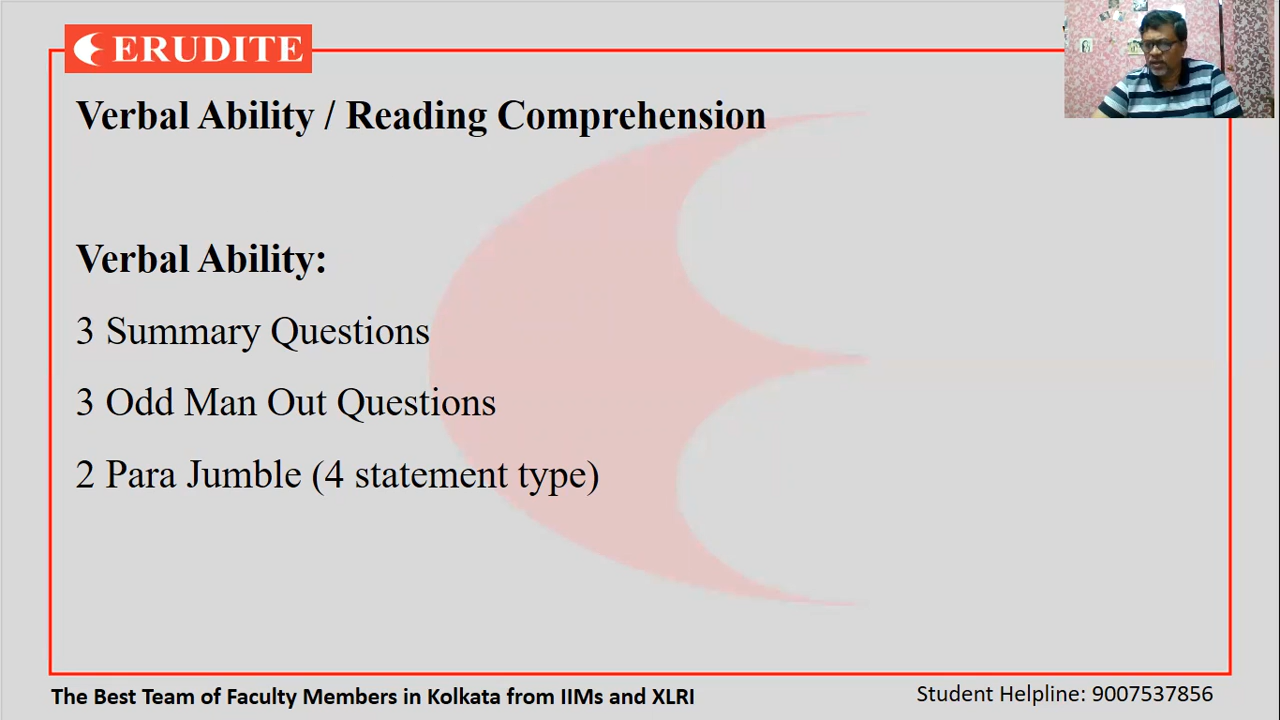 ERUDITE
Verbal Ability / Reading Comprehension
Verbal Ability:
3 Summary Questions
3 Odd Man Out Questions
2 Para Jumble (4 statement type)
The Best Team of Faculty Members in Kolkata from IIMs and XLRI
Student Helpline: 9007537856